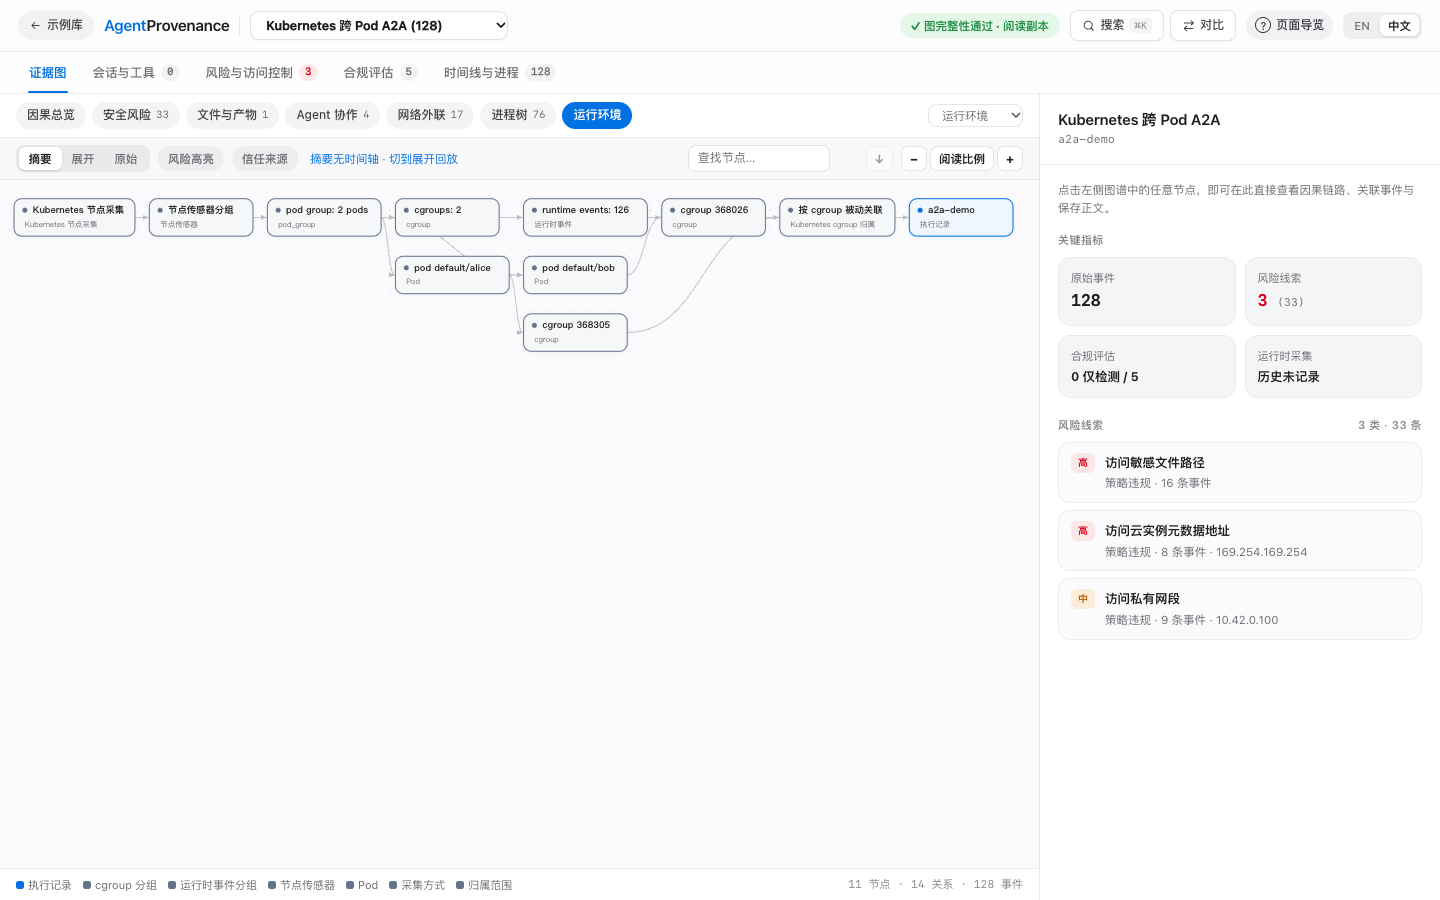 ← 示例库
AgentProvenance
Kubernetes 跨 Pod A2A (128)
✓ 图完整性通过 · 阅读副本
搜索 ⌘K
对比
页面导览
EN
中文
证据图
会话与工具 0
风险与访问控制 3
合规评估 5
时间线与进程 128
因果总览
安全风险 33
文件与产物 1
Agent 协作 4
网络外联 17
进程树 76
运行环境
运行环境
摘要
展开
原始
风险高亮
信任来源
摘要无时间轴 · 切到展开回放
查找节点...
↓
−
阅读比例
+
Kubernetes 节点采集
Kubernetes 节点采集
节点传感器分组
节点传感器
pod group: 2 pods
pod_group
cgroups: 2
cgroup
runtime events: 126
运行时事件
cgroup 368026
cgroup
按 cgroup 被动关联
Kubernetes cgroup 归属
a2a-demo
执行记录
pod default/alice
Pod
pod default/bob
Pod
cgroup 368305
cgroup
执行记录
cgroup 分组
运行时事件分组
节点传感器
Pod
采集方式
归属范围
11 节点 · 14 关系 · 128 事件
Kubernetes 跨 Pod A2A
a2a-demo
点击左侧图谱中的任意节点，即可在此直接查看因果链路、关联事件与
保存正文。
关键指标
原始事件
128
风险线索
3 (33)
合规评估
0 仅检测 / 5
运行时采集
历史未记录
风险线索
3 类 · 33 条
高
访问敏感文件路径
策略违规 · 16 条事件
高
访问云实例元数据地址
策略违规 · 8 条事件 · 169.254.169.254
中
访问私有网段
策略违规 · 9 条事件 · 10.42.0.100